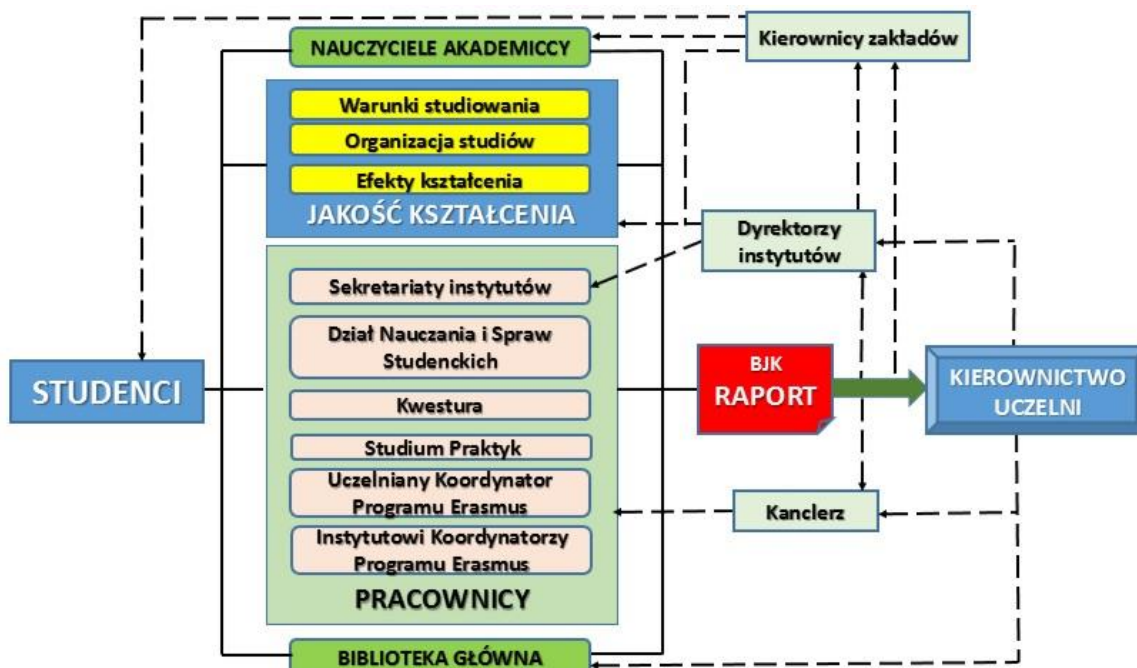 NAUCZYCIELE AKADEMICCY
Kierownicy zakładów
Warunki studiowania
Organizacja studiów
Efekty kształcenia
JAKOŚĆ KSZTAŁCENIA
Dyrektorzy
instytutów
Sekretariaty instytutów
Dział Nauczania i Spraw
Studenckich
STUDENCI
BJK
RAPORT
KIEROWNICTWO
UCZELNI
Kwestura
Studium Praktyk
Uczelniany Koordynator
Programu Erasmus
Kanclerz
Instytutowi Koordynatorzy
Programu Erasmus
PRACOWNICY
BIBLIOTEKA GŁÓWNA